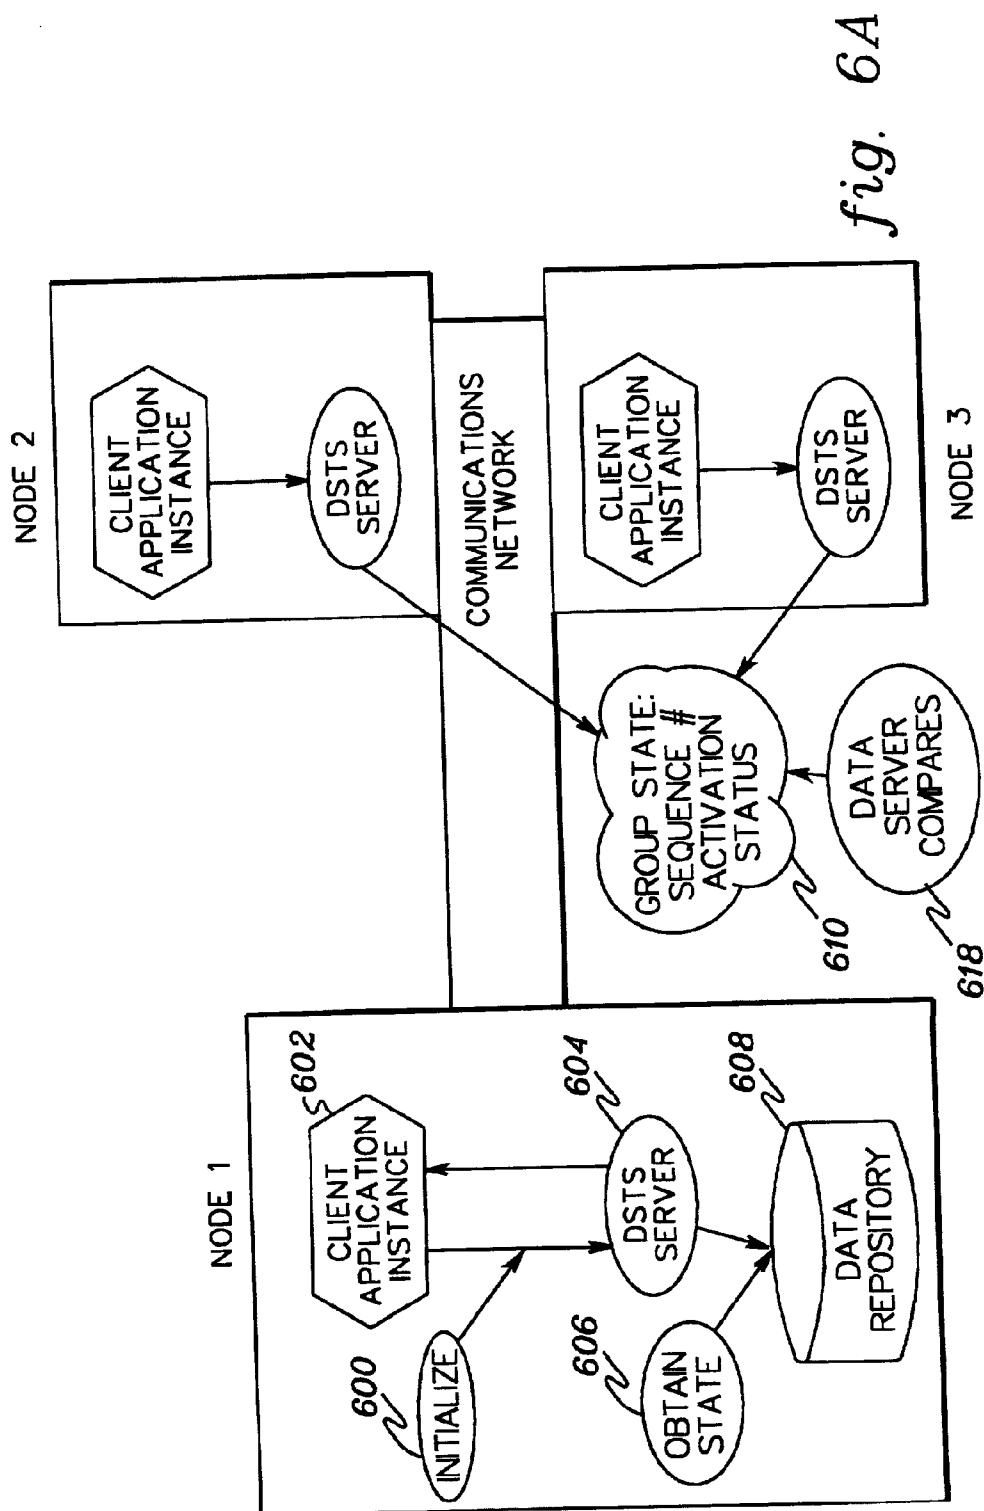 NODE 1
CLIENT
APPLICATION
INSTANCE
602
600
INITIALIZE
DSTS
SERVER
604
606
OBTAIN
STATE
608
DATA
REPOSITORY
NODE 2
CLIENT
APPLICATION
INSTANCE
DSTS
SERVER
COMMUNICATIONS
NETWORK
GROUP STATE:
SEQUENCE #
ACTIVATION
STATUS
610
DATA
SERVER
COMPARES
618
CLIENT
APPLICATION
INSTANCE
DSTS
SERVER
NODE 3
fig. 6A